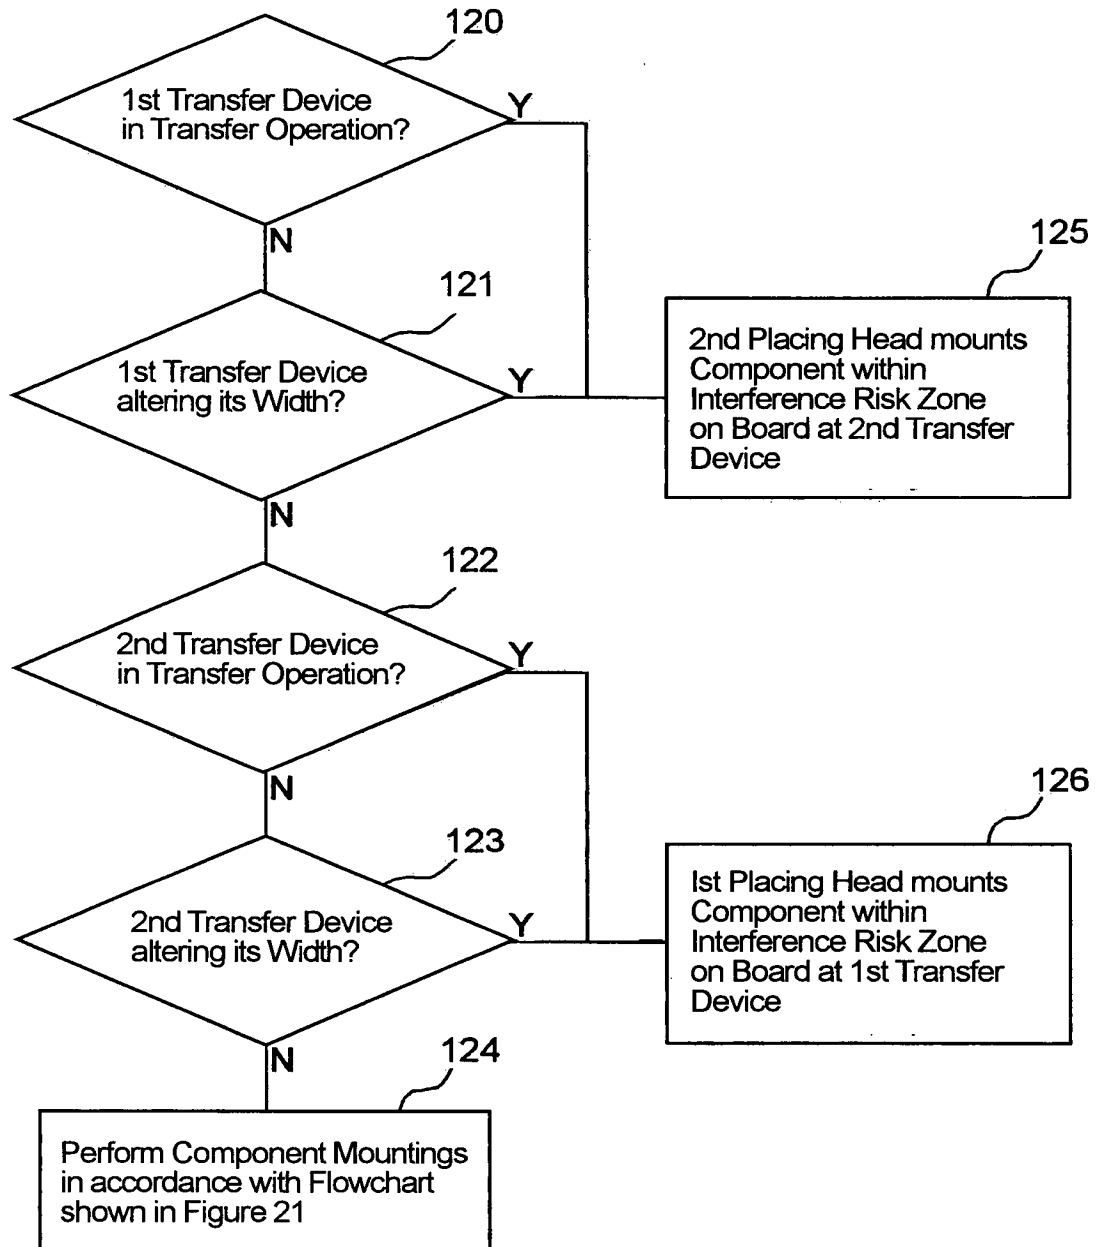 120
1st Transfer Device
in Transfer Operation?
Y
N
121
1st Transfer Device
altering its Width?
Y
125
2nd Placing Head mounts
Component within
Interference Risk Zone
on Board at 2nd Transfer
Device
N
122
2nd Transfer Device
in Transfer Operation?
Y
N
123
2nd Transfer Device
altering its Width?
Y
126
Ist Placing Head mounts
Component within
Interference Risk Zone
on Board at 1st Transfer
Device
N
124
Perform Component Mountings
in accordance with Flowchart
shown in Figure 21